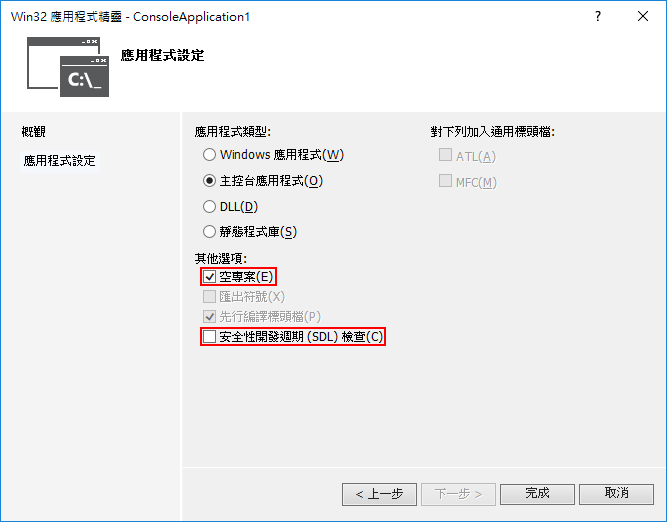 Win32 應用程式精靈 - ConsoleApplication1
?
C:\_
應用程式設定
概觀
應用程式設定
應用程式類型:
Windows 應用程式(W)
主控台應用程式(O)
DLL(D)
靜態程式庫(S)
其他選項:
空專案(E)
匯出符號(X)
先行編譯標頭檔(P)
安全性開發週期 (SDL) 檢查(C)
對下列加入通用標頭檔:
ATL(A)
MFC(M)
< 上一步
下一步 >
完成
取消